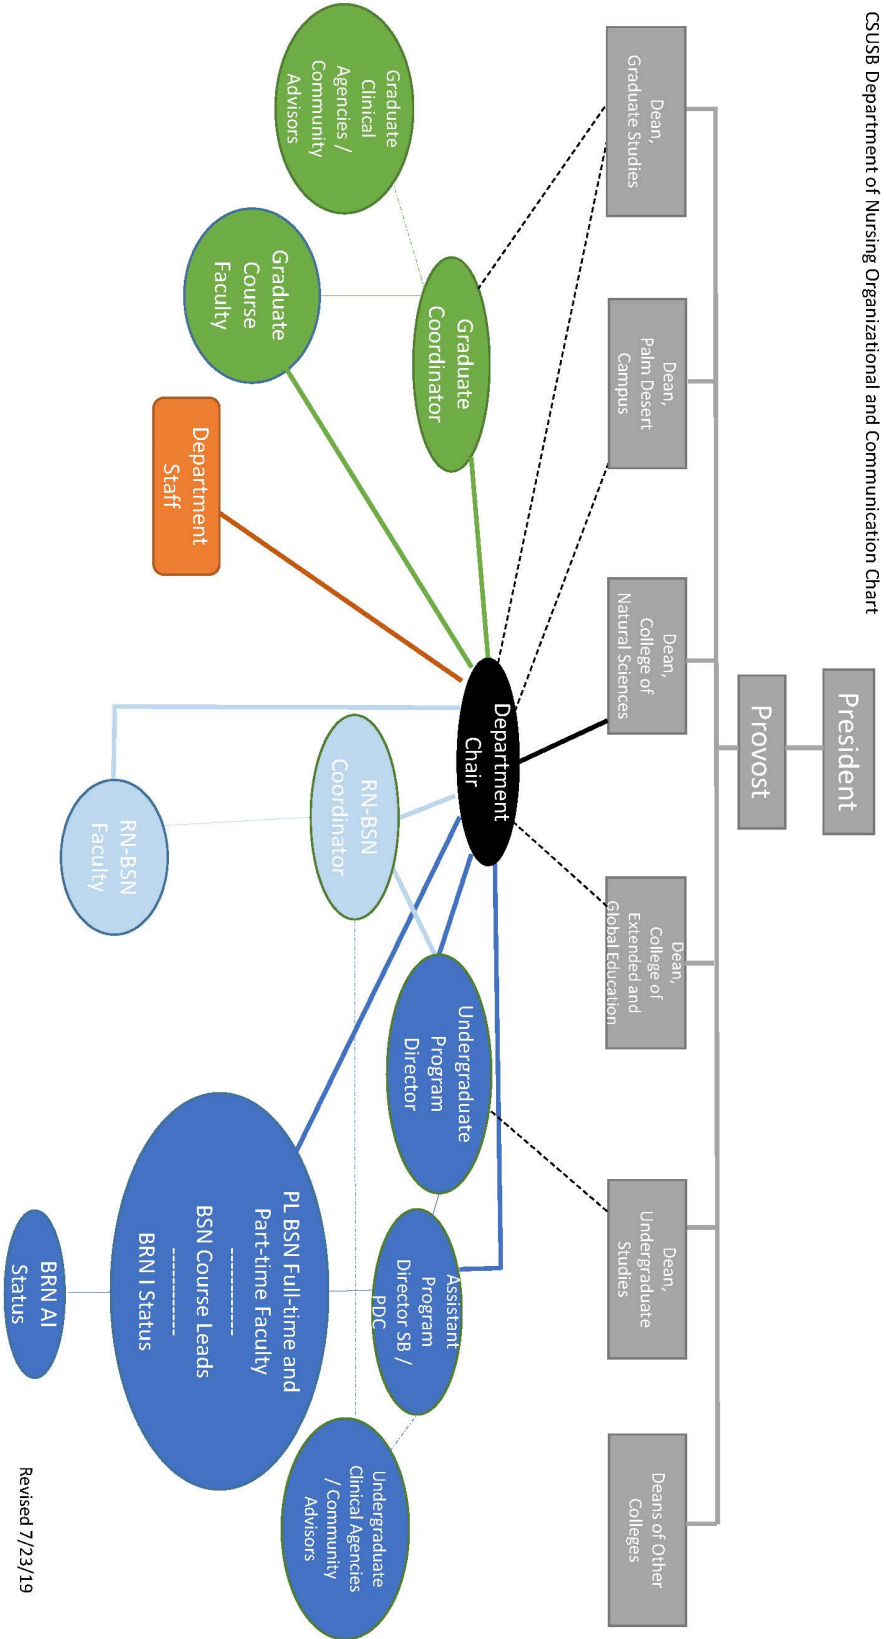 CSUSB Department of Nursing Organizational and Communication Chart
President
Provost
Dean,
Graduate Studies
Dean,
Palm Desert
Campus
Dean,
College of
Natural Sciences
Dean,
College of
Extended and
Global Education
Dean,
Undergraduate
Studies
Deans of Other
Colleges
Department
Chair
Graduate
Coordinator
Graduate
Clinical
Agencies /
Community
Advisors
Graduate
Course
Faculty
Department
Staff
RN-BSN
Coordinator
RN-BSN
Faculty
Undergraduate
Program
Director
Assistant
Program
Director SB /
PDC
PL BSN Full-time and
Part-time Faculty
------------
BSN Course Leads
------------
BRN I Status
BRN AI
Status
Undergraduate
Clinical Agencies
/ Community
Advisors
Revised 7/23/19